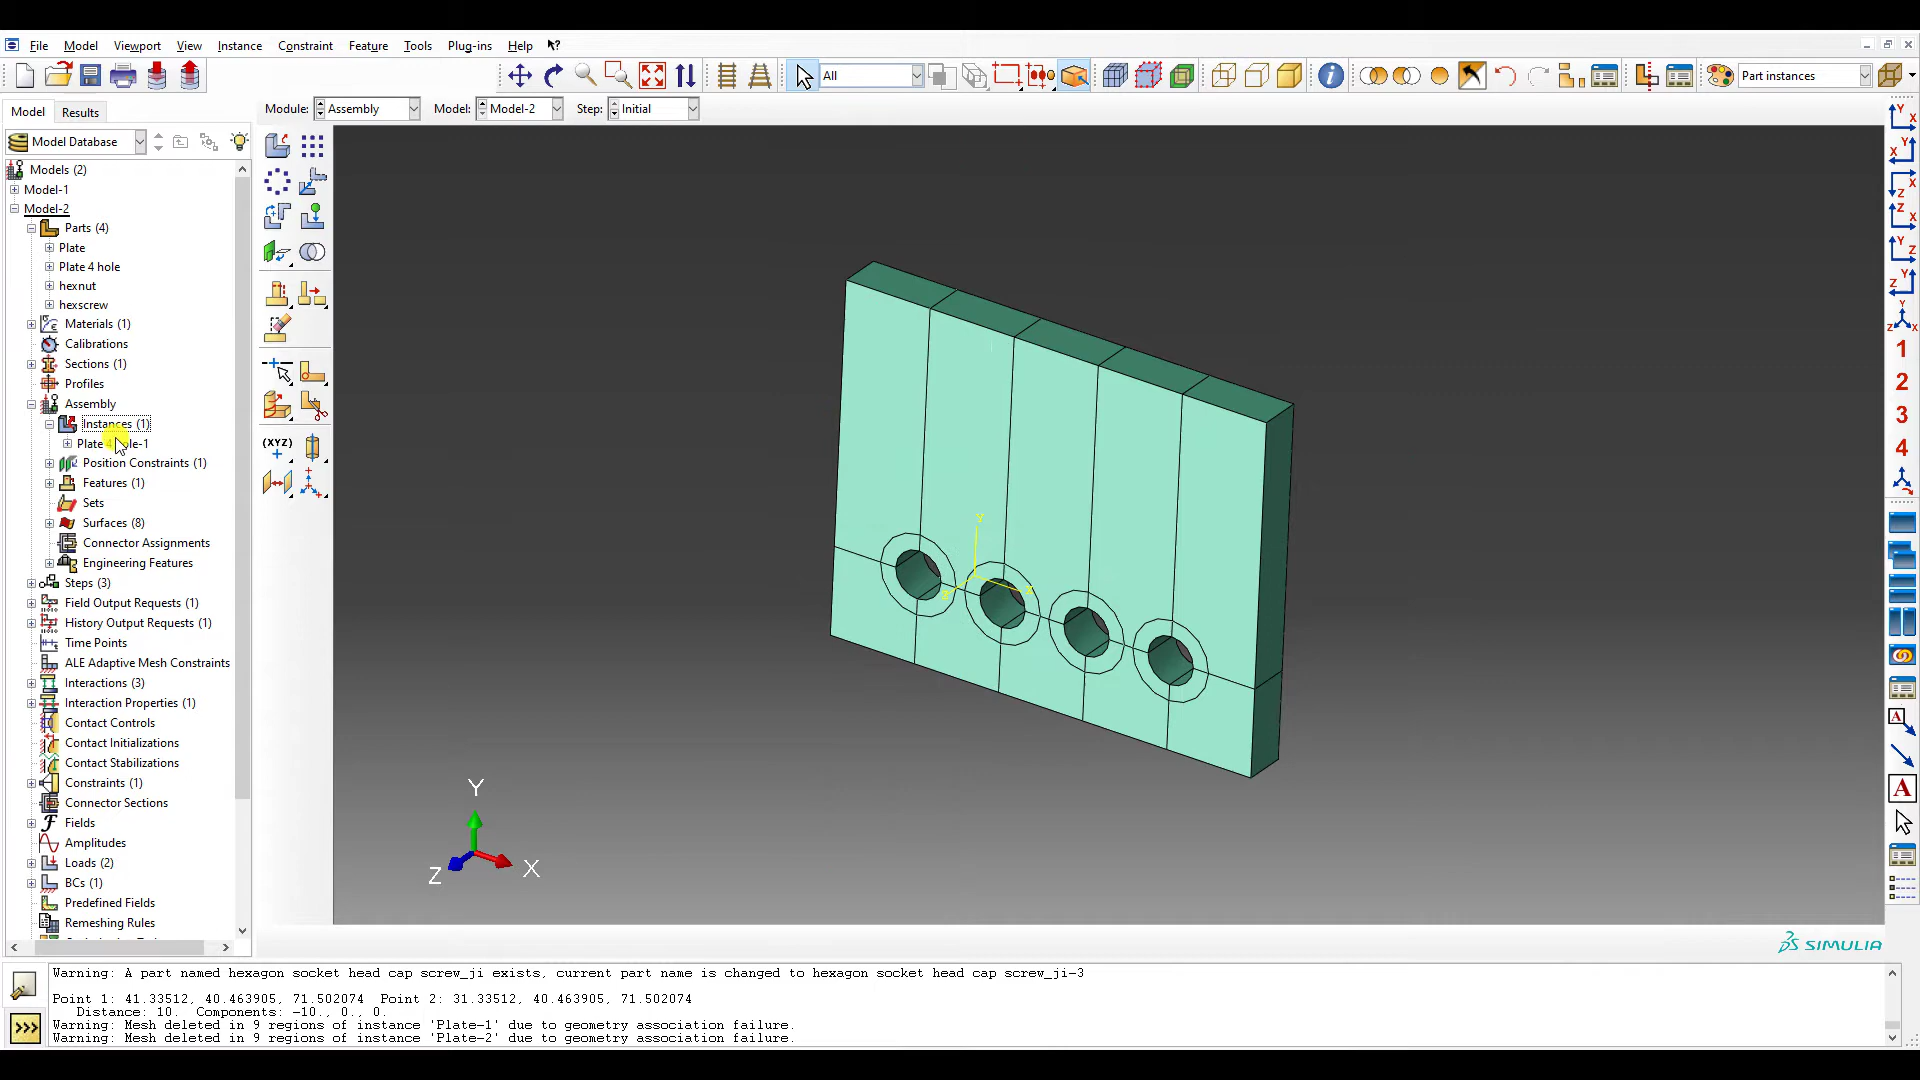 File Model Viewport View Instance Constraint Feature Tools Plug-ins Help
All
Part instances
Model Results
Module: Assembly Model: Model-2 Step: Initial
Model Database
Models (2)
Model-1
Model-2
Parts (4)
Plate
Plate 4 hole
hexnut
hexscrew
Materials (1)
Calibrations
Sections (1)
Profiles
Assembly
Instances (1)
Plate 4 hole-1
Position Constraints (1)
Features (1)
Sets
Surfaces (8)
Connector Assignments
Engineering Features
Steps (3)
Field Output Requests (1)
History Output Requests (1)
Time Points
ALE Adaptive Mesh Constraints
Interactions (3)
Interaction Properties (1)
Contact Controls
Contact Initializations
Contact Stabilizations
Constraints (1)
Connector Sections
Fields
Amplitudes
Loads (2)
BCs (1)
Predefined Fields
Remeshing Rules
(XYZ)
Y
X
Z
Y
Z
X
1
2
3
4
A
A
SIMULIA
Warning: A part named hexagon socket head cap screw_ji exists, current part name is changed to hexagon socket head cap screw_ji-3
Point 1: 41.33512, 40.463905, 71.502074 Point 2: 31.33512, 40.463905, 71.502074
Distance: 10. Components: -10., 0., 0.
Warning: Mesh deleted in 9 regions of instance 'Plate-1' due to geometry association failure.
Warning: Mesh deleted in 9 regions of instance 'Plate-2' due to geometry association failure.
>>>